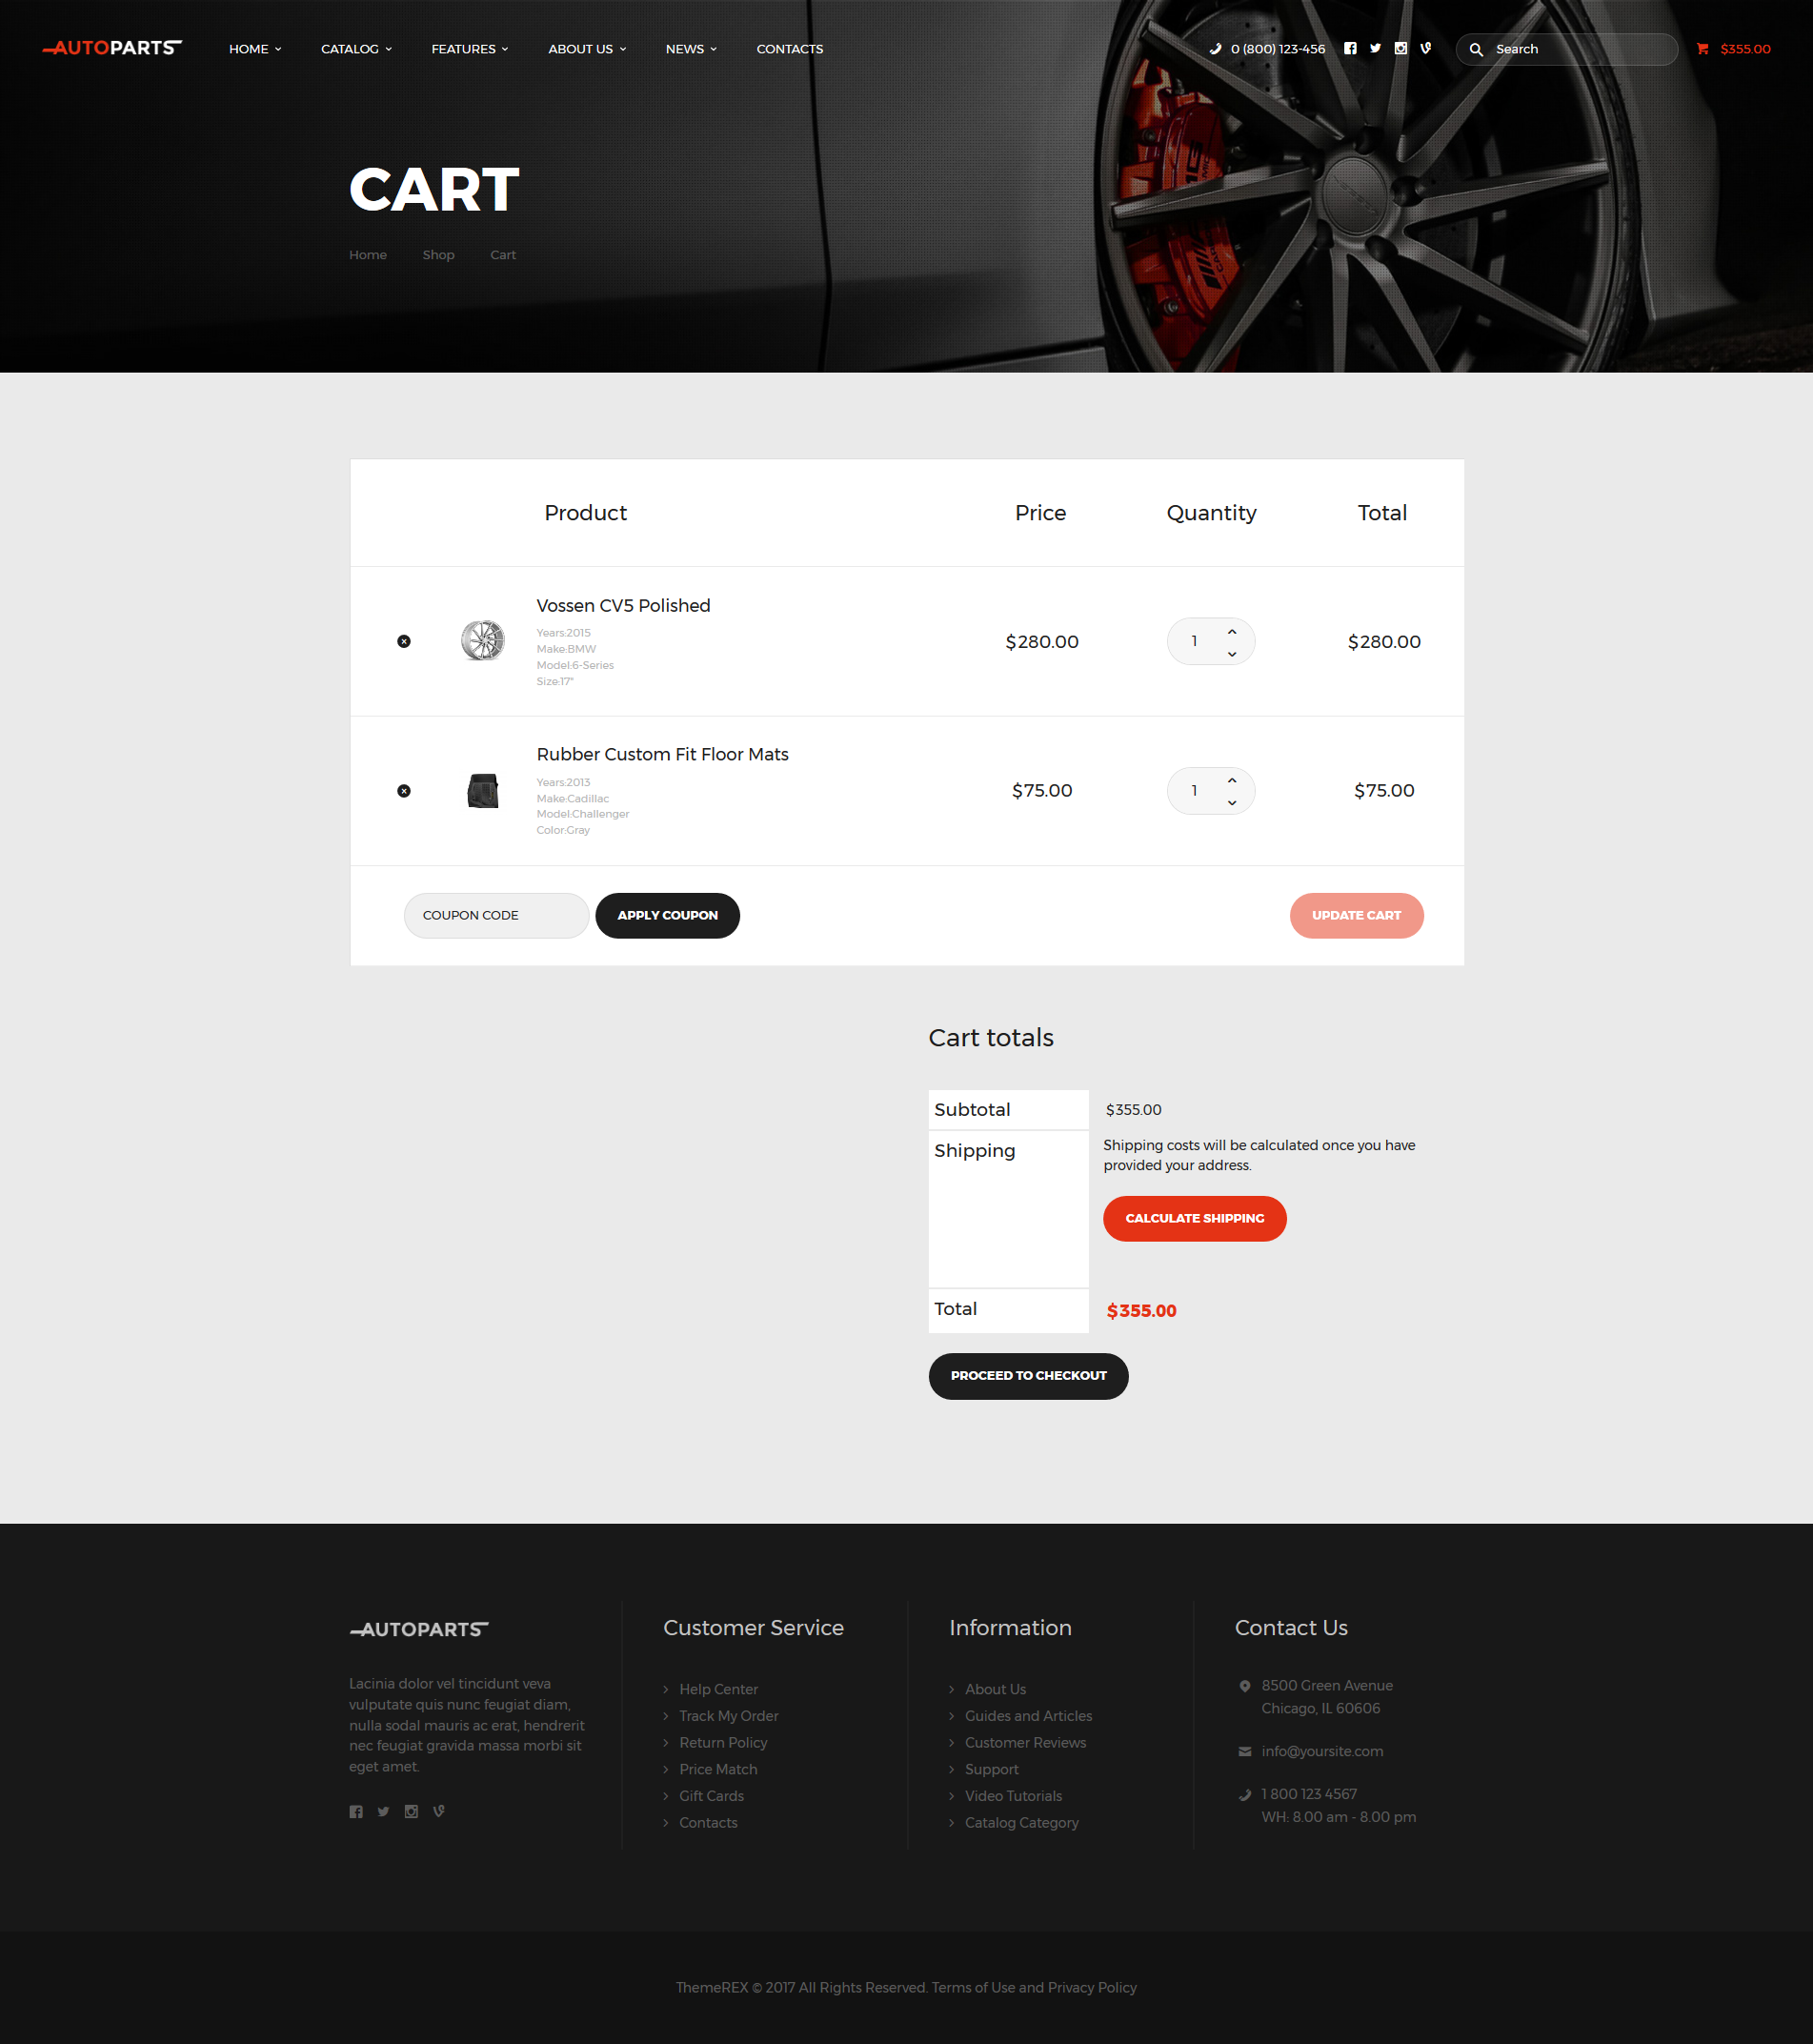 AUTOPARTS HOME CATALOG FEATURES ABOUT US NEWS CONTACTS 0 (800) 123-456 Search $355.00
CART
Home Shop Cart
Product Price Quantity Total
Vossen CV5 Polished
Years:2015
Make:BMW
Model:6-Series
Size:17"
$280.00 1 $280.00
Rubber Custom Fit Floor Mats
Years:2013
Make:Cadillac
Model:Challenger
Color:Gray
$75.00 1 $75.00
COUPON CODE APPLY COUPON UPDATE CART
Cart totals
Subtotal $355.00
Shipping Shipping costs will be calculated once you have
provided your address.
CALCULATE SHIPPING
Total $355.00
PROCEED TO CHECKOUT
AUTOPARTS
Lacinia dolor vel tincidunt veva
vulputate quis nunc feugiat diam,
nulla sodal mauris ac erat, hendrerit
nec feugiat gravida massa morbi sit
eget amet.
Customer Service
Help Center
Track My Order
Return Policy
Price Match
Gift Cards
Contacts
Information
About Us
Guides and Articles
Customer Reviews
Support
Video Tutorials
Catalog Category
Contact Us
8500 Green Avenue
Chicago, IL 60606
info@yoursite.com
1 800 123 4567
WH: 8.00 am - 8.00 pm
ThemeREX © 2017 All Rights Reserved. Terms of Use and Privacy Policy